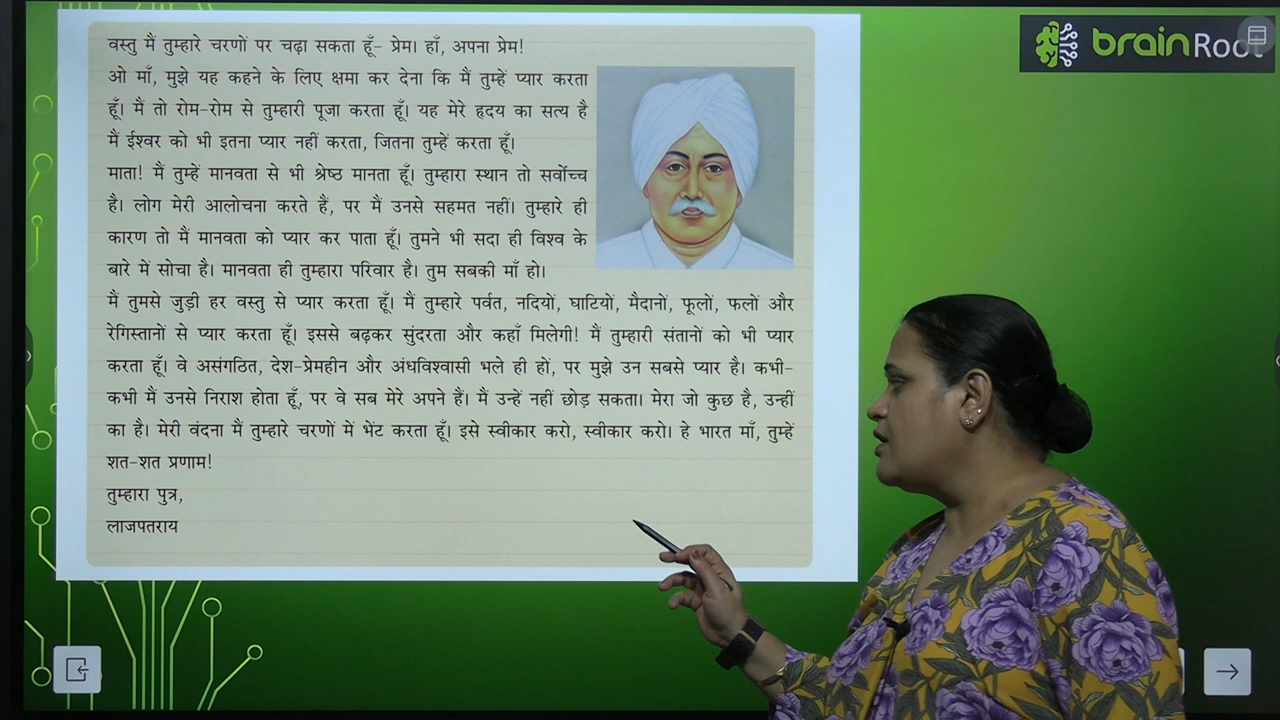 वस्तु मैं तुम्हारे चरणों पर चढ़ा सकता हूँ- प्रेम। हाँ, अपना प्रेम!
ओ माँ, मुझे यह कहने के लिए क्षमा कर देना कि मैं तुम्हें प्यार करता
हूँ। मैं तो रोम-रोम से तुम्हारी पूजा करता हूँ। यह मेरे हृदय का सत्य है
मैं ईश्वर को भी इतना प्यार नहीं करता, जितना तुम्हें करता हूँ।
माता! मैं तुम्हें मानवता से भी श्रेष्ठ मानता हूँ। तुम्हारा स्थान तो सर्वोच्च
है। लोग मेरी आलोचना करते हैं, पर मैं उनसे सहमत नहीं। तुम्हारे ही
कारण तो मैं मानवता को प्यार कर पाता हूँ। तुमने भी सदा ही विश्व के
बारे में सोचा है। मानवता ही तुम्हारा परिवार है। तुम सबकी माँ हो।
मैं तुमसे जुड़ी हर वस्तु से प्यार करता हूँ। मैं तुम्हारे पर्वत, नदियों, घाटियों, मैदानों, फूलों, फलों और
रेगिस्तानों से प्यार करता हूँ। इससे बढ़कर सुंदरता और कहाँ मिलेगी! मैं तुम्हारी संतानों को भी प्यार
करता हूँ। वे असंगठित, देश-प्रेमहीन और अंधविश्वासी भले ही हों, पर मुझे उन सबसे प्यार है। कभी-
कभी मैं उनसे निराश होता हूँ, पर वे सब मेरे अपने हैं। मैं उन्हें नहीं छोड़ सकता। मेरा जो कुछ है, उन्हीं
का है। मेरी वंदना मैं तुम्हारे चरणों में भेंट करता हूँ। इसे स्वीकार करो, स्वीकार करो। हे भारत माँ, तुम्हें
शत-शत प्रणाम!
तुम्हारा पुत्र,
लाजपतराय
brainRoot